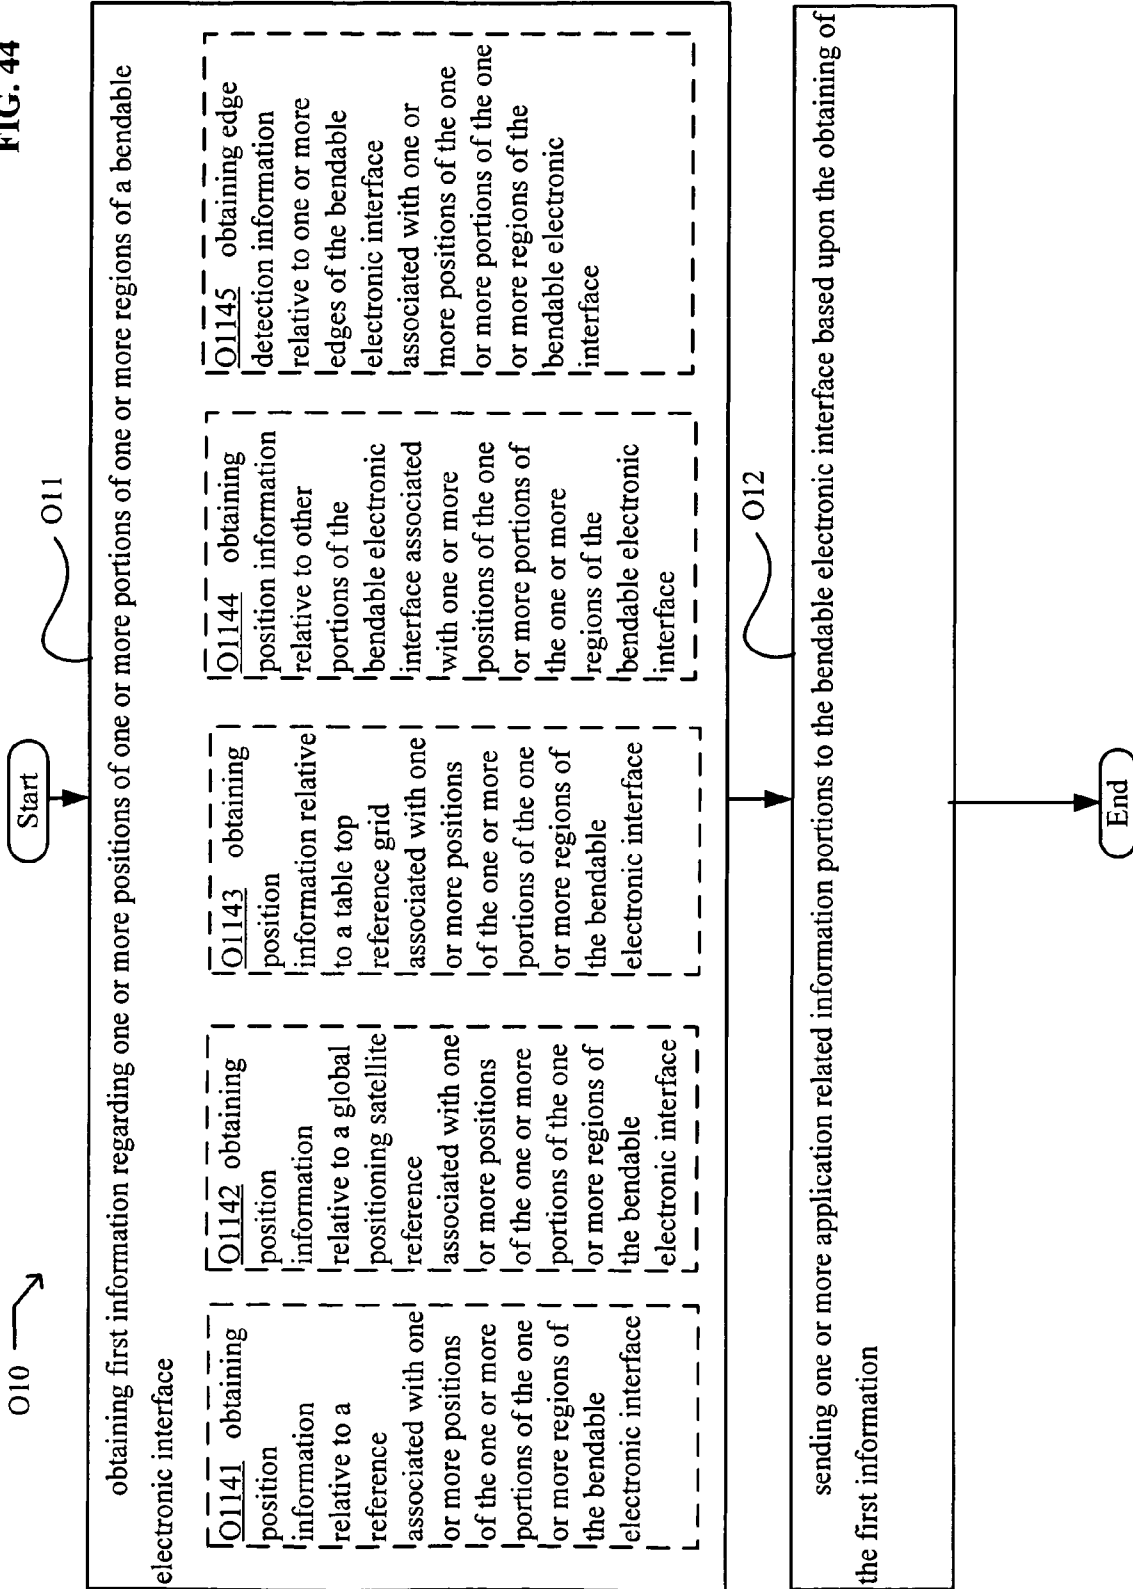 FIG. 44
O10
Start
O11
obtaining first information regarding one or more positions of one or more portions of one or more regions of a bendable
electronic interface
O1141 obtaining
position
information
relative to a
reference
associated with one
or more positions
of the one or more
portions of the one
or more regions of
the bendable
electronic interface
O1142 obtaining
position
information
relative to a global
positioning satellite
reference
associated with one
or more positions
of the one or more
portions of the one
or more regions of
the bendable
electronic interface
O1143 obtaining
position
information relative
to a table top
reference grid
associated with one
or more positions
of the one or more
portions of the one
or more regions of
the bendable
electronic interface
O1144 obtaining
position information
relative to other
portions of the
bendable electronic
interface associated
with one or more
positions of the one
or more portions of
the one or more
regions of the
bendable electronic
interface
O1145 obtaining edge
detection information
relative to one or more
edges of the bendable
electronic interface
associated with one or
more positions of the one
or more portions of the one
or more regions of the
bendable electronic
interface
O12
sending one or more application related information portions to the bendable electronic interface based upon the obtaining of
the first information
End